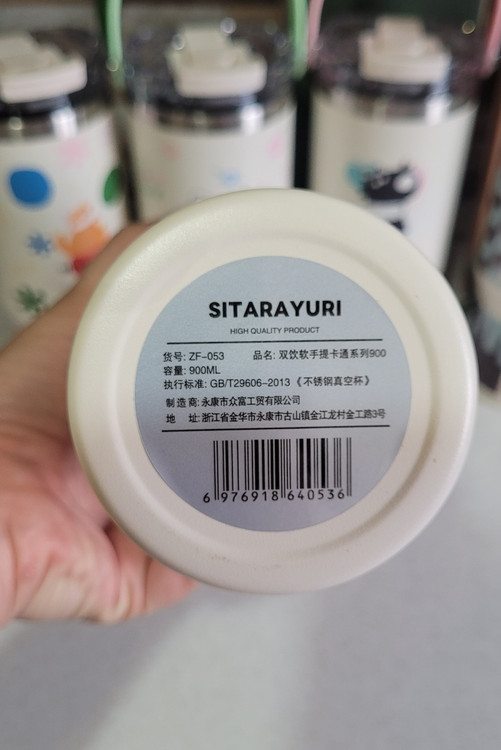 SITARAYURI
HIGH QUALITY PRODUCT
货号: ZF-053 品名: 双饮软手提卡通系列900
容量: 900ML
执行标准: GB/T29606-2013《不锈钢真空杯》
制造商: 永康市众富工贸有限公司
地 址: 浙江省金华市永康市古山镇金江龙村金工路3号
6 976918 640536